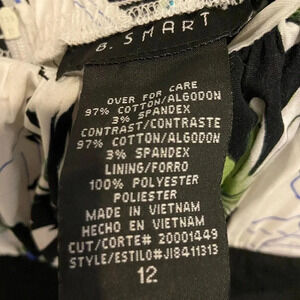 B. SMART
OVER FOR CARE
97% COTTON/ALGODON
3% SPANDEX
CONTRAST/CONTRASTE
97% COTTON/ALGODON
3% SPANDEX
LINING/FORRO
100% POLYESTER
POLIESTER
MADE IN VIETNAM
HECHO EN VIETNAM
CUT/CORTE# 20001449
STYLE/ESTILO# JI8411313
12